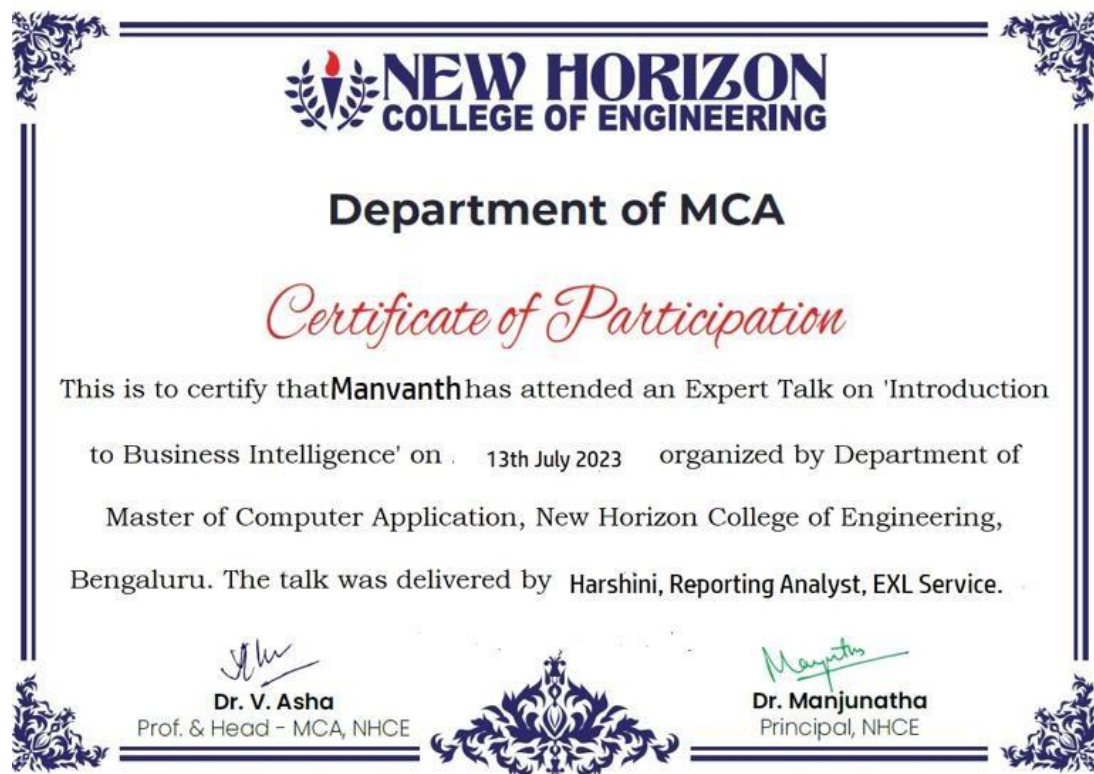 NEW HORIZON
COLLEGE OF ENGINEERING
Department of MCA
Certificate of Participation
This is to certify that Manvanth has attended an Expert Talk on 'Introduction
to Business Intelligence' on 13th July 2023 organized by Department of
Master of Computer Application, New Horizon College of Engineering,
Bengaluru. The talk was delivered by Harshini, Reporting Analyst, EXL Service.
Dr. V. Asha
Prof. & Head - MCA, NHCE
Dr. Manjunatha
Principal, NHCE